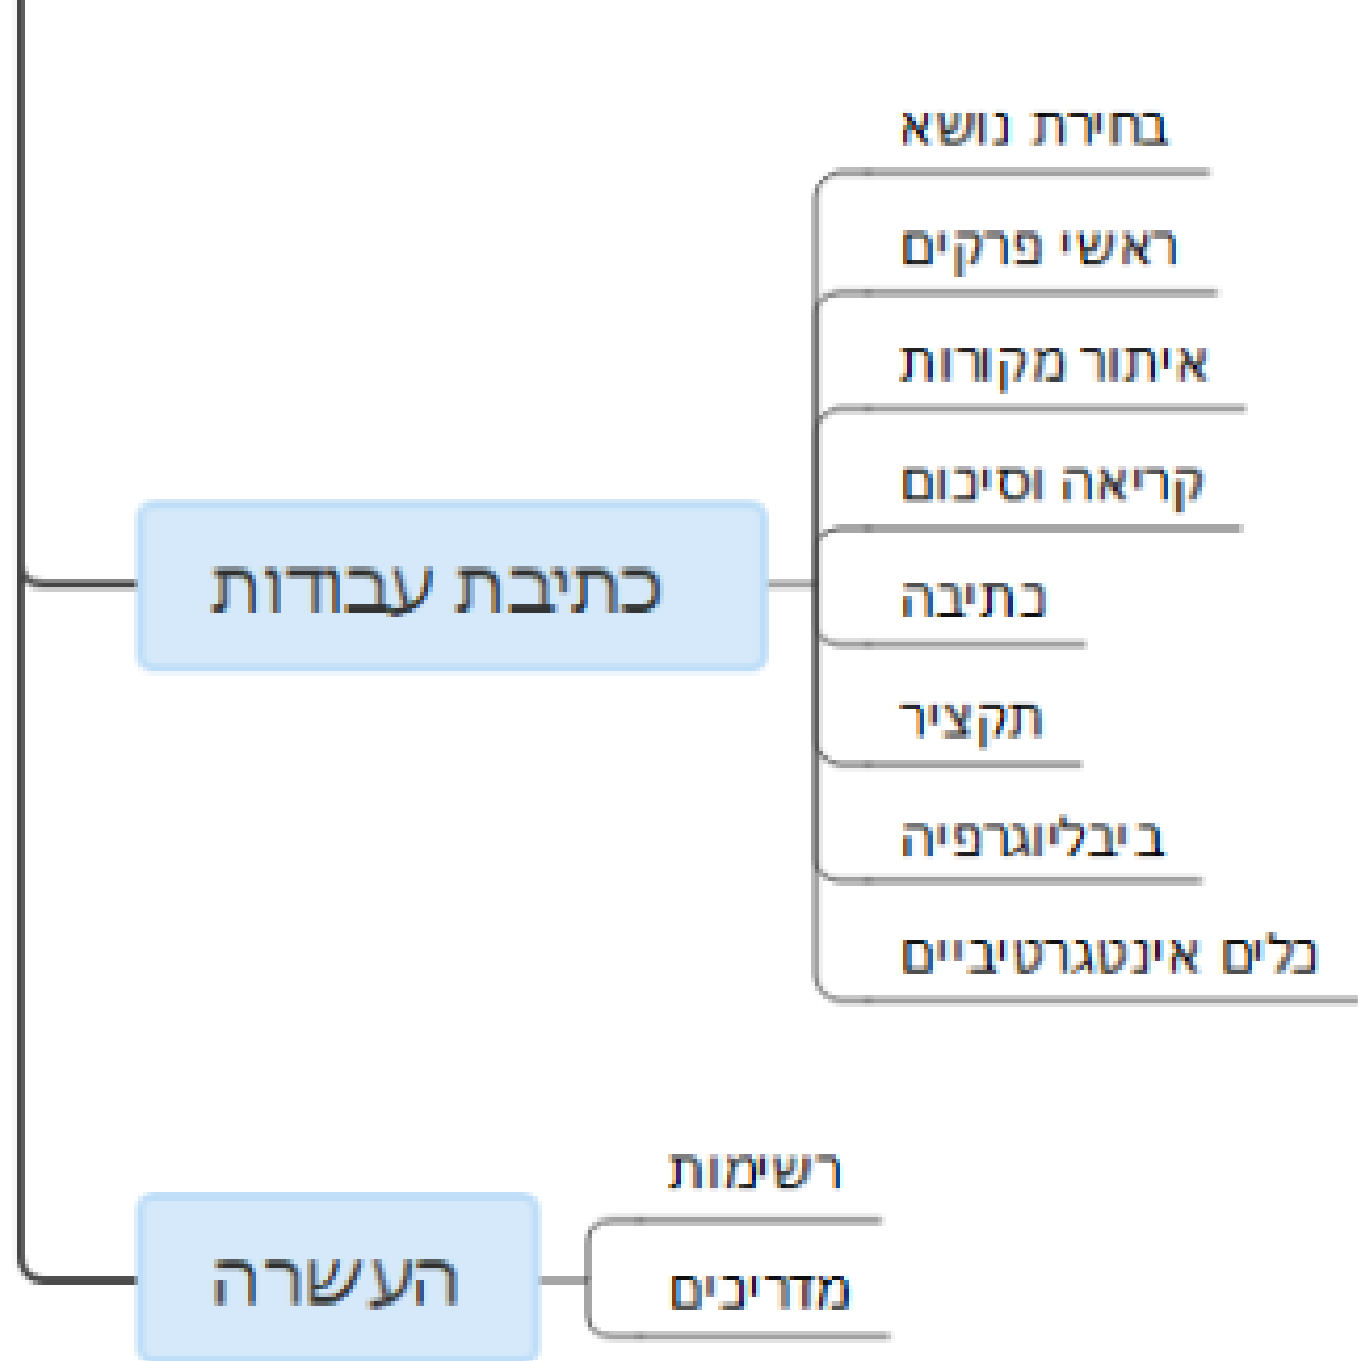 כתיבת עבודות
בחירת נושא
ראשי פרקים
איתור מקורות
קריאה וסיכום
כתיבה
תקציר
ביבליוגרפיה
כלים אינטגרטיביים
העשרה
רשימות
מדריכים